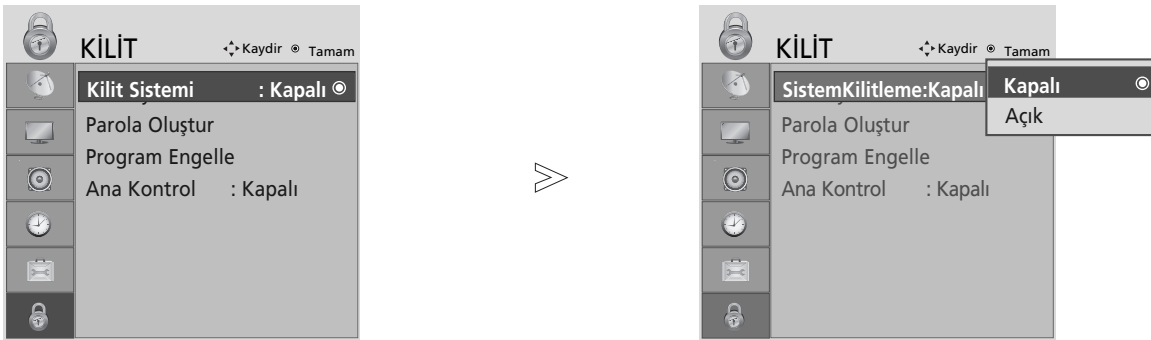 KİLİT
Kaydir Tamam
Kilit Sistemi : Kapalı
Parola Oluştur
Program Engelle
Ana Kontrol : Kapalı
KİLİT
Kaydir Tamam
SistemKilitleme:Kapalı
Kapalı
Açık
Parola Oluştur
Program Engelle
Ana Kontrol : Kapalı